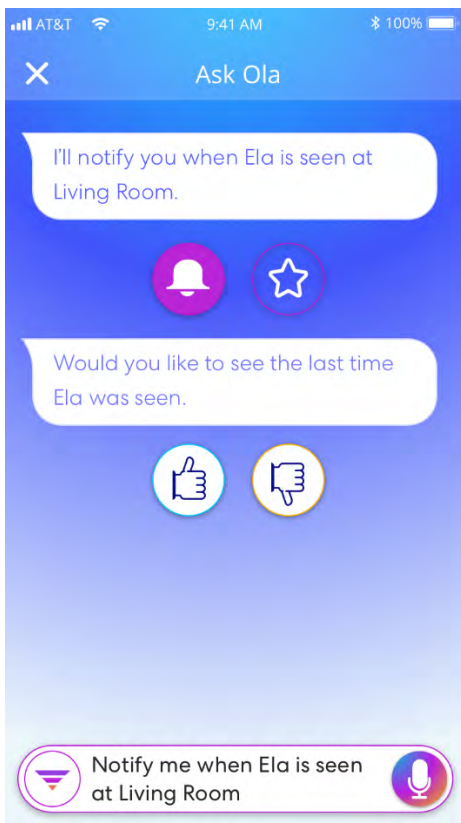 AT&T 9:41 AM 100%
Ask Ola
I'll notify you when Ela is seen at
Living Room.
Would you like to see the last time
Ela was seen.
Notify me when Ela is seen
at Living Room